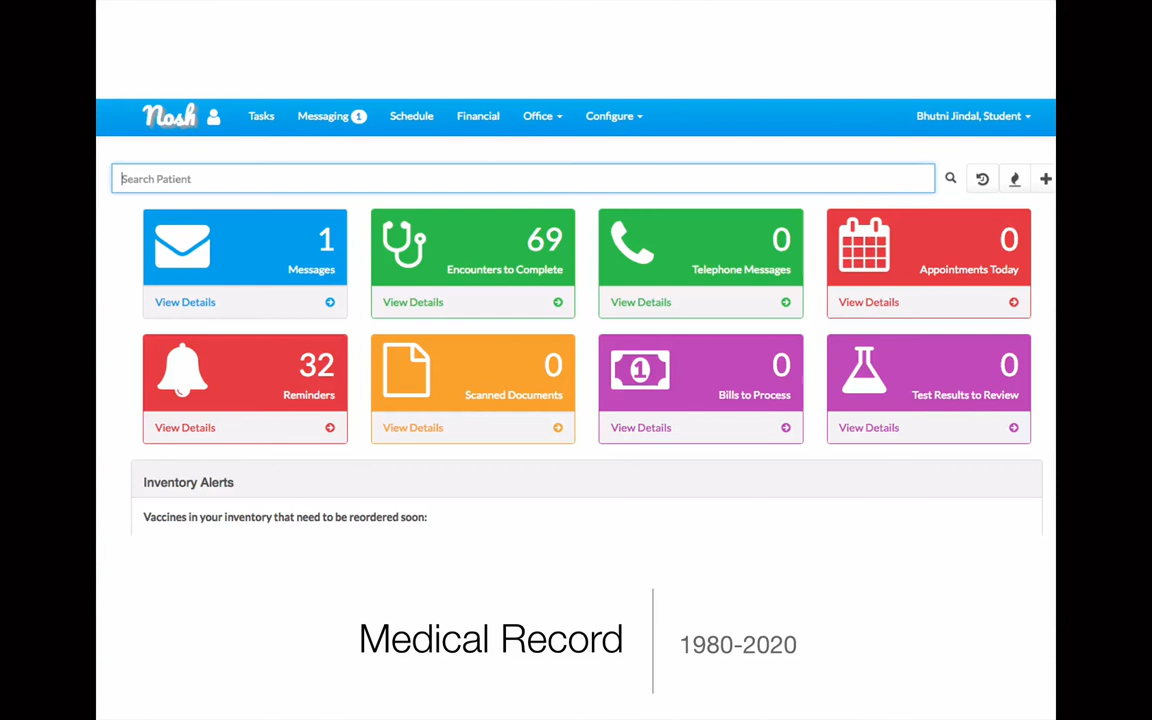 Nosh Tasks Messaging 1 Schedule Financial Office Configure Bhutni Jindal, Student
Search Patient
1 69 0 0
Messages Encounters to Complete Telephone Messages Appointments Today
View Details View Details View Details View Details
32 0 1 0 0
Reminders Scanned Documents Bills to Process Test Results to Review
View Details View Details View Details View Details
Inventory Alerts
Vaccines in your inventory that need to be reordered soon:
Medical Record 1980-2020